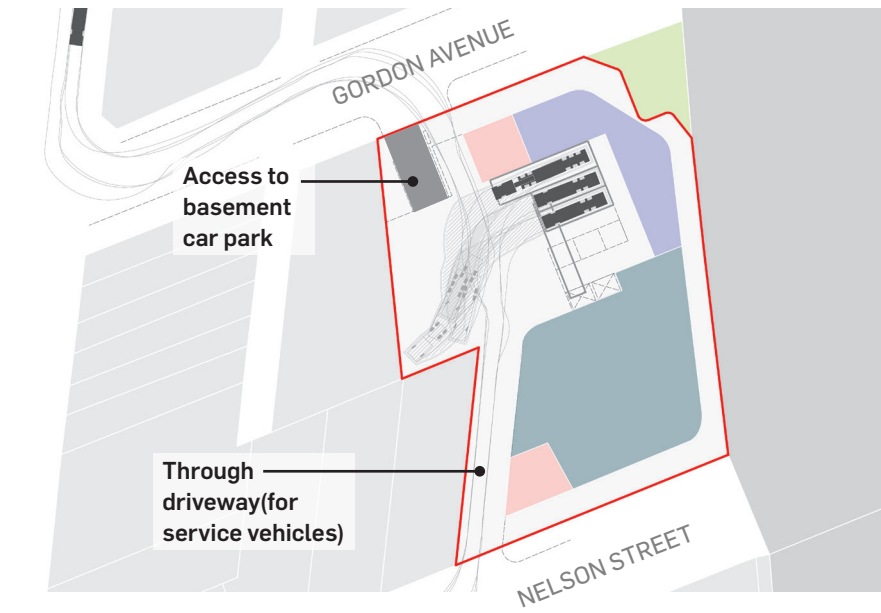 GORDON AVENUE
Access to
basement
car park
Through
driveway(for
service vehicles)
NELSON STREET